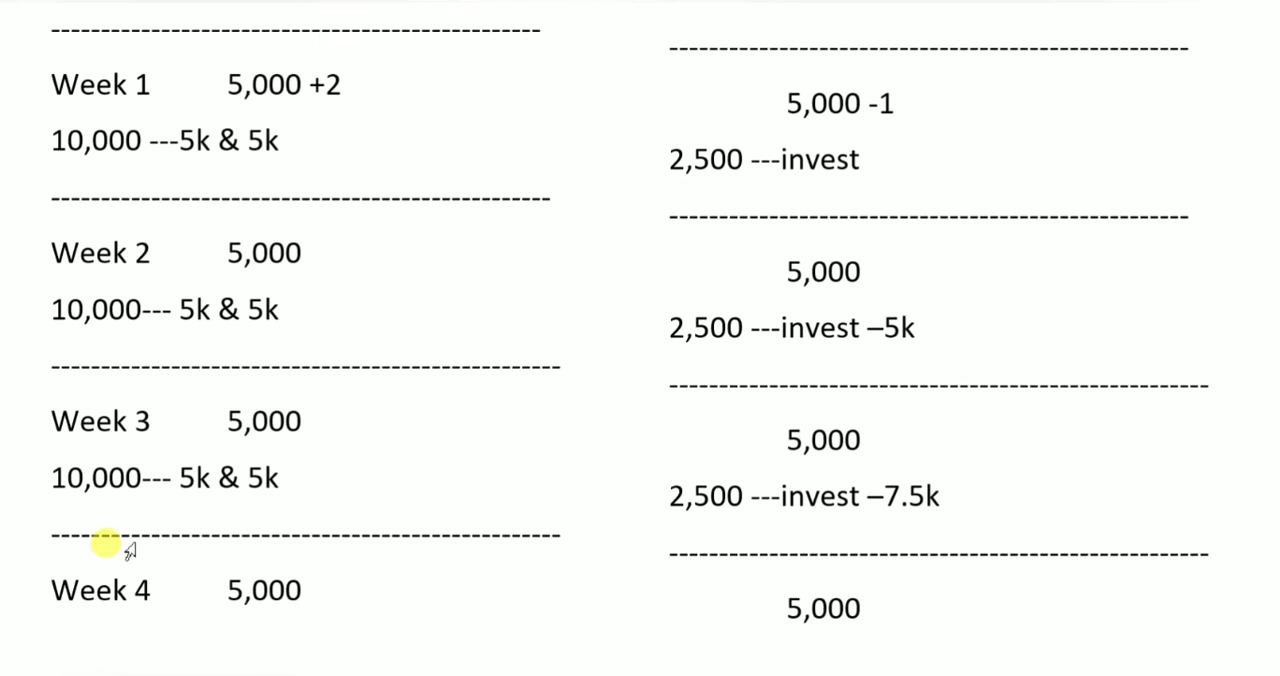 ------------------------------------------------
Week 1 5,000 +2
10,000 ---5k & 5k
-------------------------------------------------
Week 2 5,000
10,000--- 5k & 5k
--------------------------------------------------
Week 3 5,000
10,000--- 5k & 5k
--------------------------------------------------
Week 4 5,000
---------------------------------------------------
5,000 -1
2,500 ---invest
---------------------------------------------------
5,000
2,500 ---invest –5k
-----------------------------------------------------
5,000
2,500 ---invest –7.5k
-----------------------------------------------------
5,000